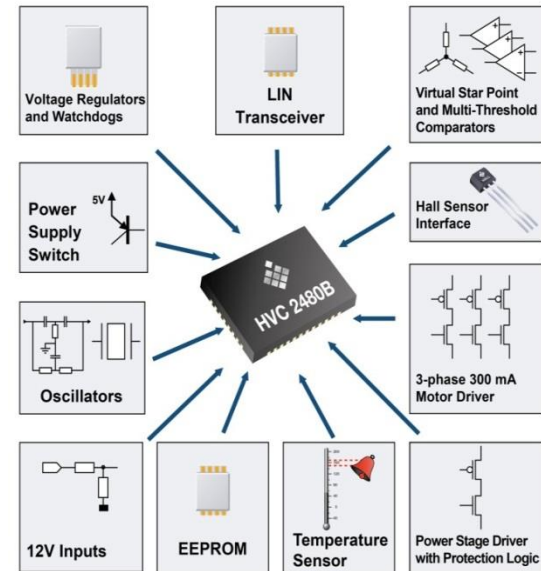 Voltage Regulators
and Watchdogs
LIN
Transceiver
Virtual Star Point
and Multi-Threshold
Comparators
Power
Supply
Switch
5V
Hall Sensor
Interface
HVC 2480B
Oscillators
3-phase 300 mA
Motor Driver
12V Inputs
EEPROM
Temperature
Sensor
Power Stage Driver
with Protection Logic